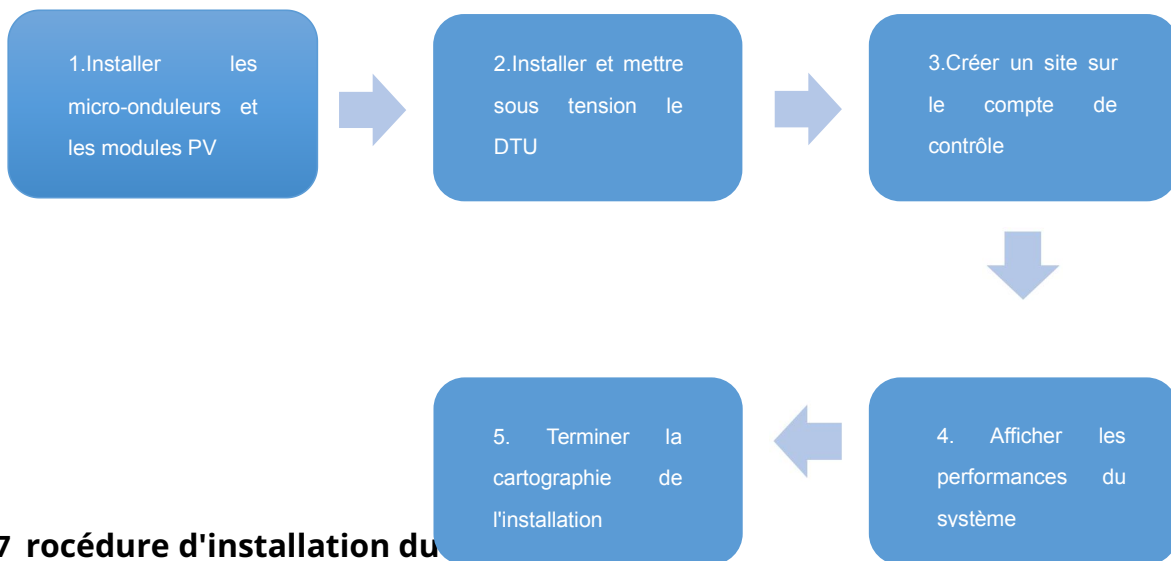 1.Installer les
micro-onduleurs et
les modules PV
2.Installer et mettre
sous tension le
DTU
3.Créer un site sur
le compte de
contrôle
4. Afficher les
performances du
système
5. Terminer la
cartographie de
l'installation
7 rocédure d'installation du